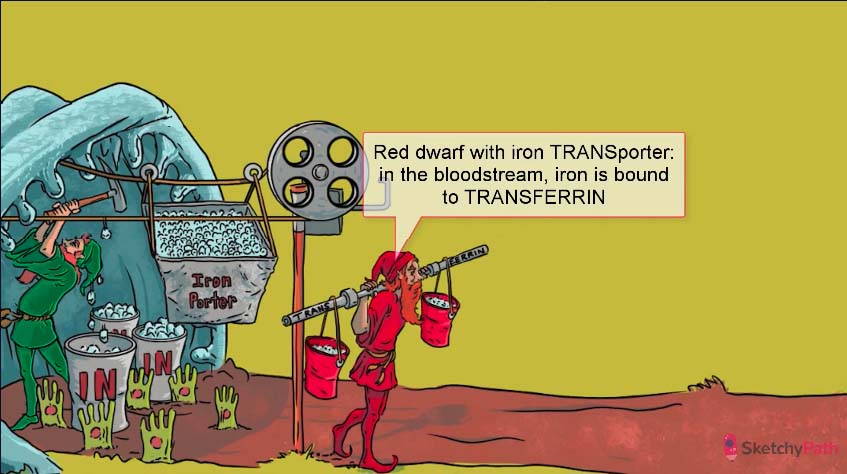 Red dwarf with iron TRANSporter:
in the bloodstream, iron is bound
to TRANSFERRIN
Iron
Porter
TRANS FERRIN
IN
IN
IN
SketchyPath